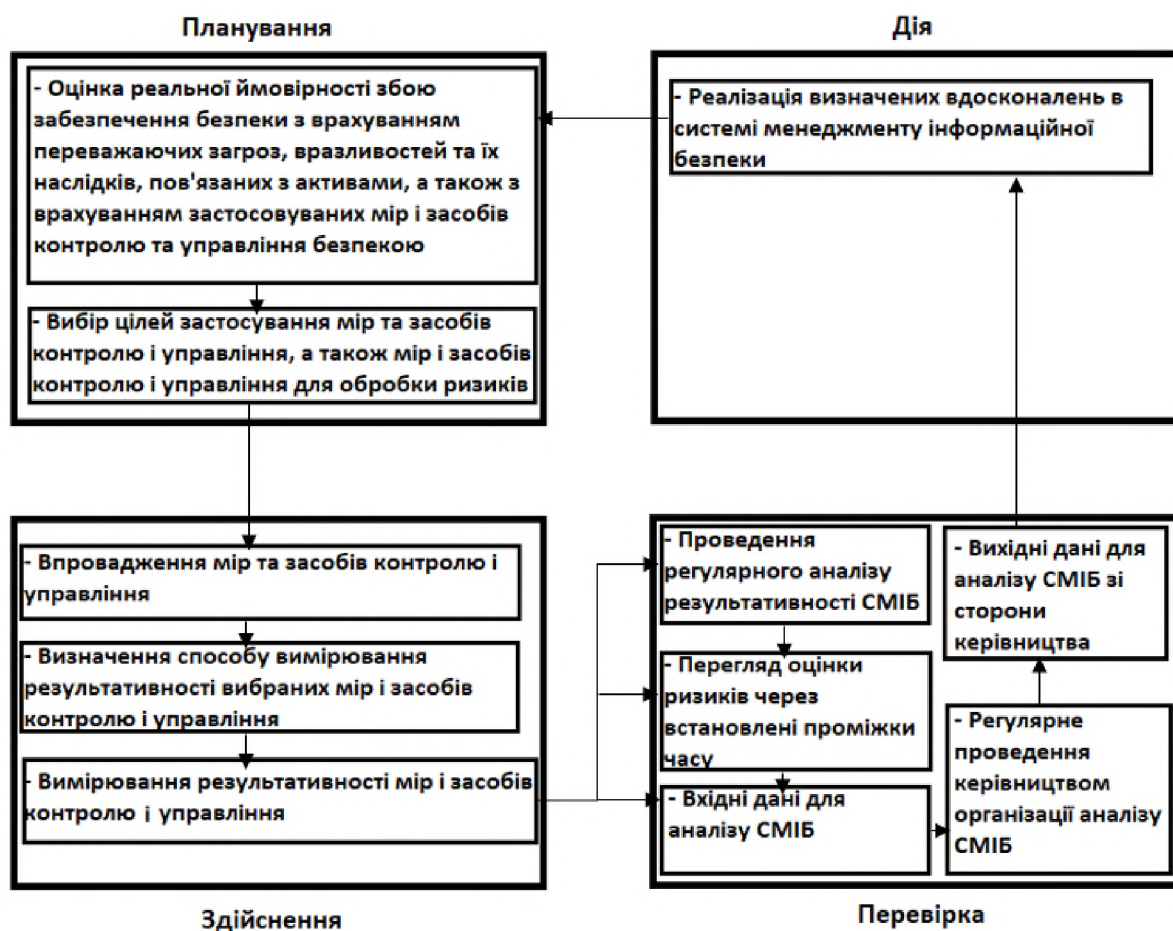 Планування
- Оцінка реальної ймовірності збою
забезпечення безпеки з врахуванням
переважаючих загроз, вразливостей та їх
наслідків, пов'язаних з активами, а також з
врахуванням застосовуваних мір і засобів
контролю та управління безпекою
- Вибір цілей застосування мір та засобів
контролю і управління, а також мір і засобів
контролю і управління для обробки ризиків
Дія
- Реалізація визначених вдосконалень в
системі менеджменту інформаційної
безпеки
- Впровадження мір та засобів контролю і
управління
- Визначення способу вимірювання
результативності вибраних мір і засобів
контролю і управління
- Вимірювання результативності мір і засобів
контролю і управління
Здійснення
- Проведення
регулярного аналізу
результативності СМІБ
- Перегляд оцінки
ризиків через
встановлені проміжки
часу
- Вхідні дані для
аналізу СМІБ
- Вихідні дані для
аналізу СМІБ зі
сторони
керівництва
- Регулярне
проведення
керівництвом
організації аналізу
СМІБ
Перевірка